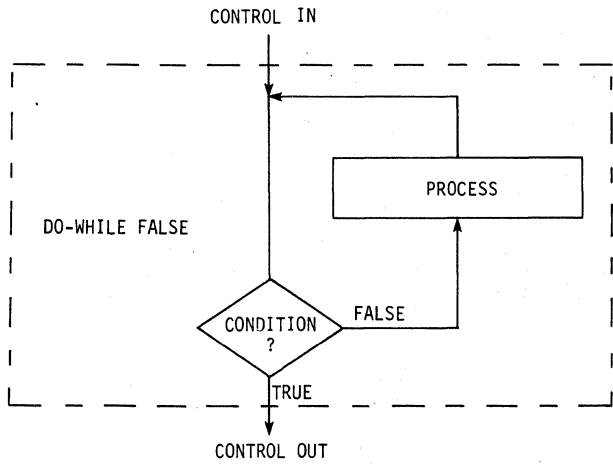 CONTROL IN
PROCESS
DO-WHILE FALSE
CONDITION
?
FALSE
TRUE
CONTROL OUT